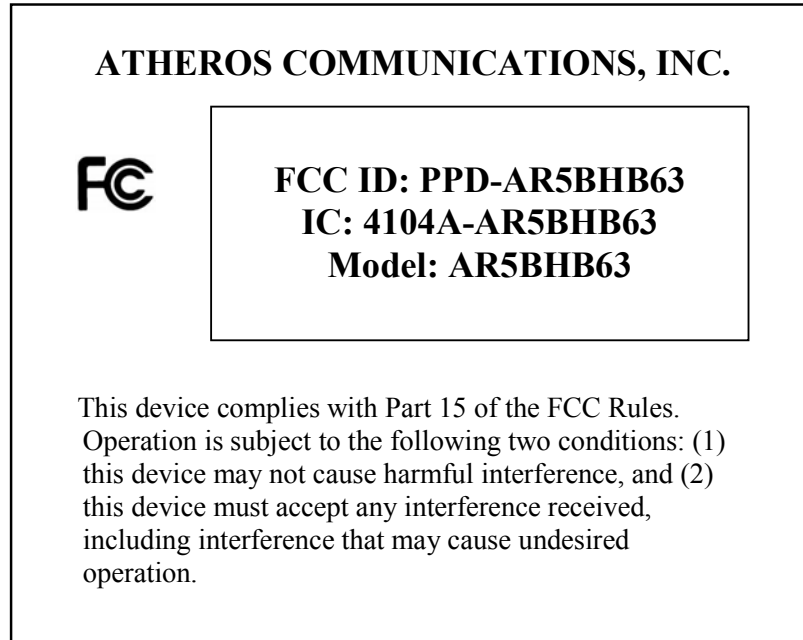 ATHEROS COMMUNICATIONS, INC.
FC
FCC ID: PPD-AR5BHB63
IC: 4104A-AR5BHB63
Model: AR5BHB63
This device complies with Part 15 of the FCC Rules.
Operation is subject to the following two conditions: (1)
this device may not cause harmful interference, and (2)
this device must accept any interference received,
including interference that may cause undesired
operation.